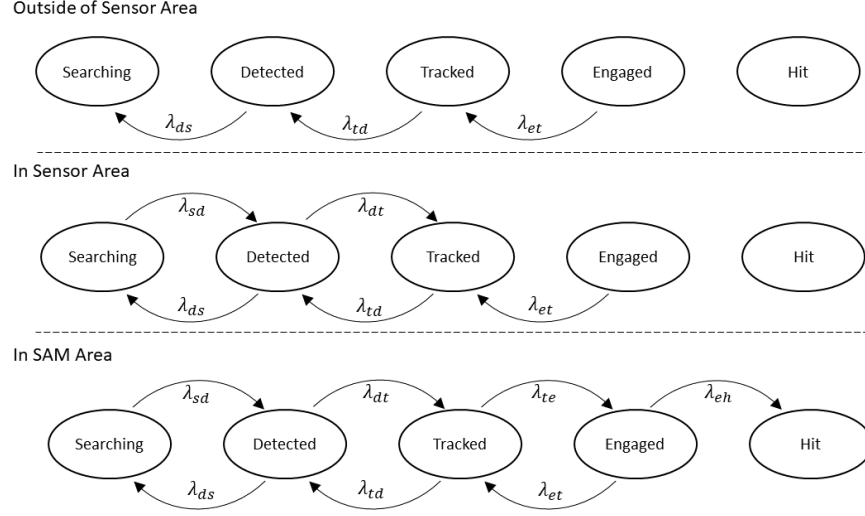 Outside of Sensor Area
Searching Detected Tracked Engaged Hit
λds λtd λet
In Sensor Area
λsd λdt
Searching Detected Tracked Engaged Hit
λds λtd λet
In SAM Area
λsd λdt λte λeh
Searching Detected Tracked Engaged Hit
λds λtd λet